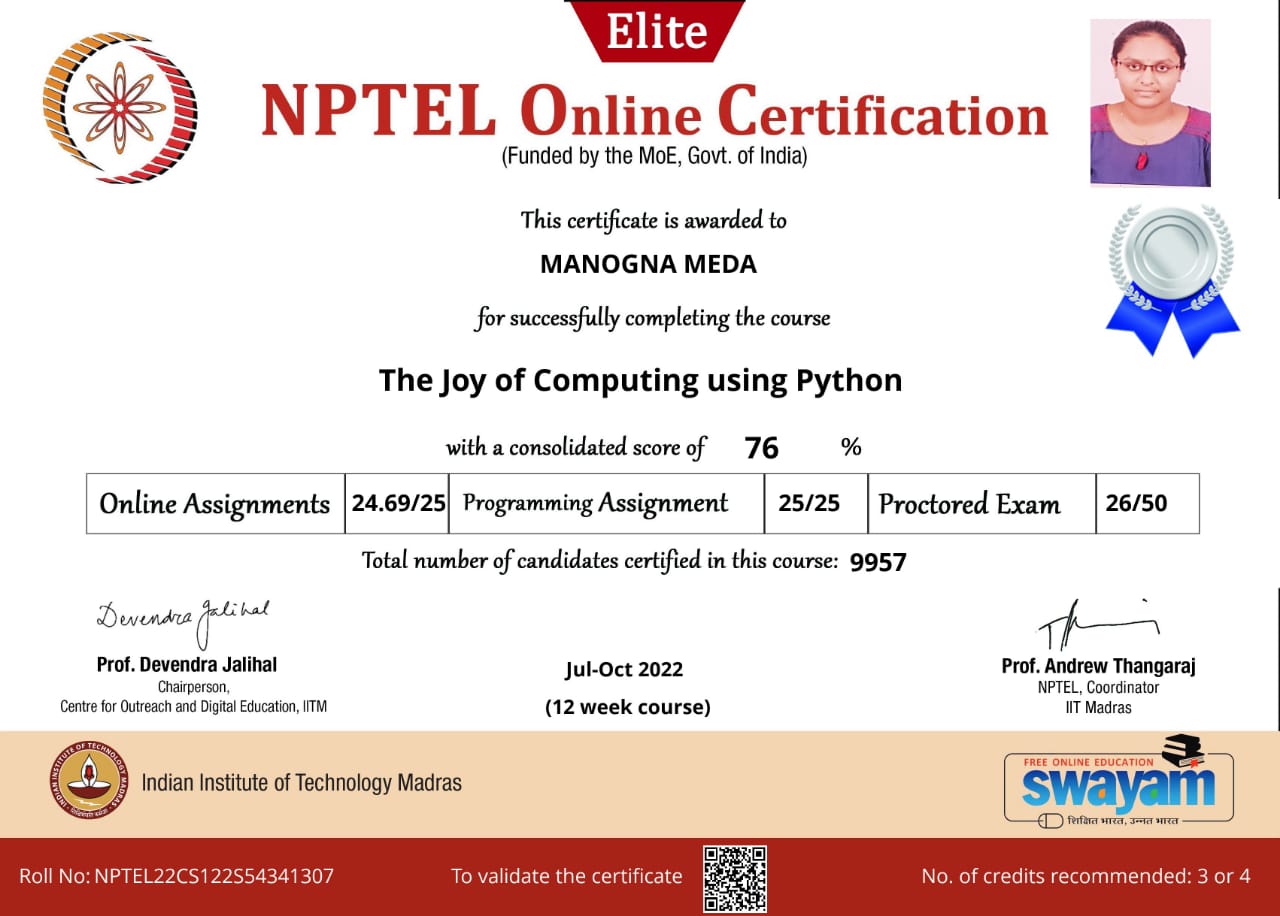 Elite
NPTEL Online Certification
(Funded by the MoE, Govt. of India)
This certificate is awarded to
MANOGNA MEDA
for successfully completing the course
The Joy of Computing using Python
with a consolidated score of 76 %
Online Assignments 24.69/25 Programming Assignment 25/25 Proctored Exam 26/50
Total number of candidates certified in this course: 9957
Devendra Jalihal
Prof. Devendra Jalihal
Chairperson,
Centre for Outreach and Digital Education, IITM
Jul-Oct 2022
(12 week course)
Prof. Andrew Thangaraj
NPTEL, Coordinator
IIT Madras
INDIAN INSTITUTE OF TECHNOLOGY MADRAS
Indian Institute of Technology Madras
FREE ONLINE EDUCATION
swayam
शिक्षित भारत, उन्नत भारत
Roll No: NPTEL22CS122S54341307
To validate the certificate
No. of credits recommended: 3 or 4